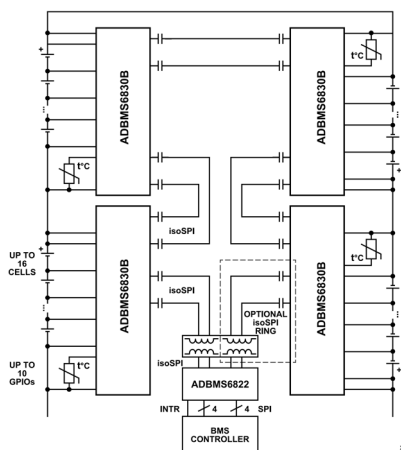 ADBMS6830B
ADBMS6830B
t°C
t°C
isoSPI
ADBMS6830B
ADBMS6830B
t°C
UP TO
16
CELLS
isoSPI
OPTIONAL
isoSPI
RING
isoSPI
UP TO
10
GPIOs
t°C
ADBMS6822
INTR
4
4
SPI
BMS
CONTROLLER